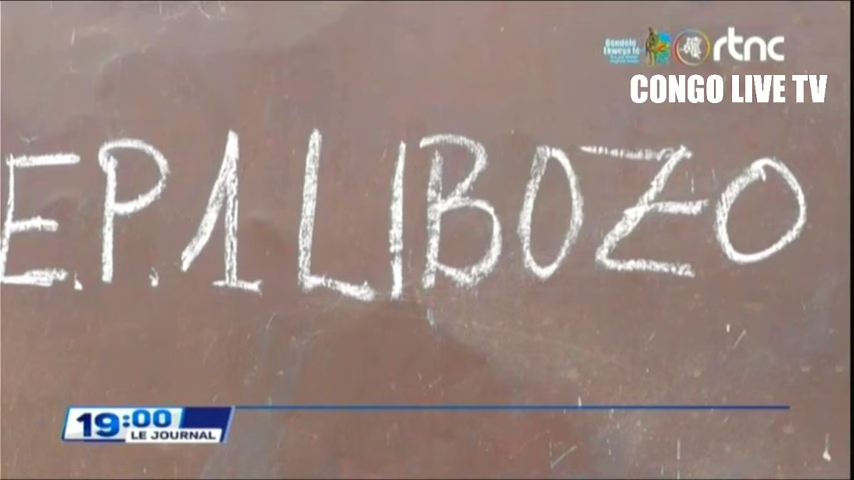 rtnc
CONGO LIVE TV
E.P.1 LIBOZO
19:00
LE JOURNAL